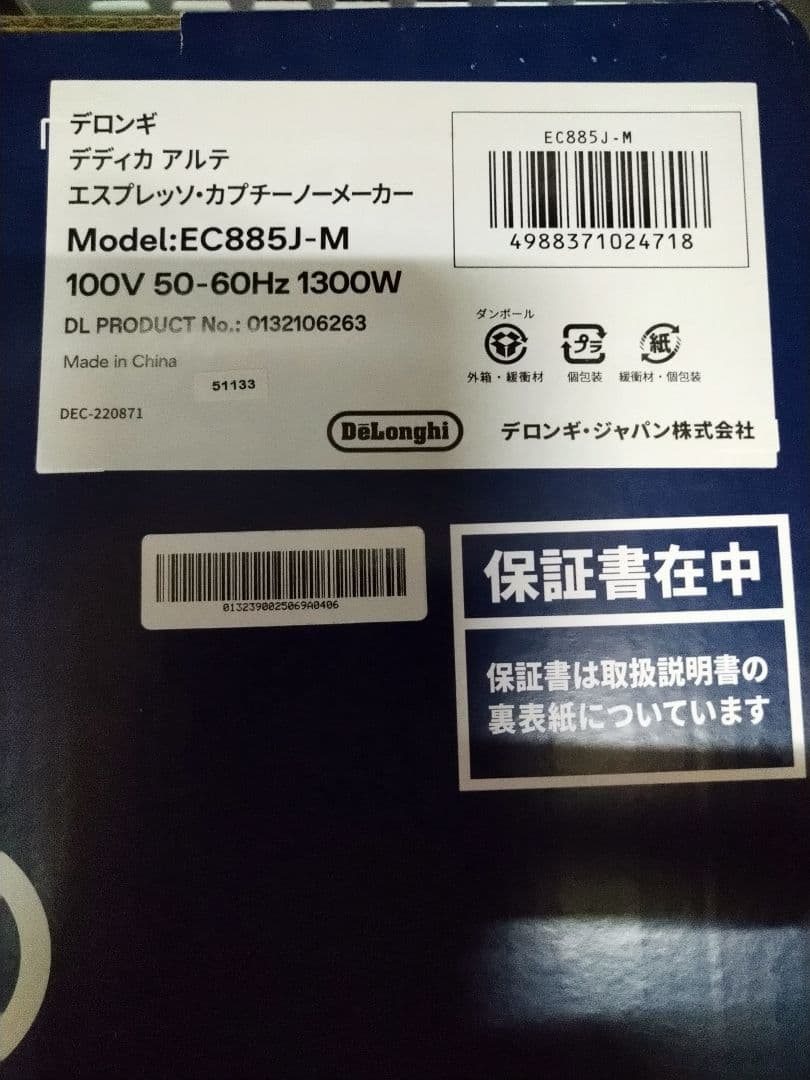 デロンギ
デディカ アルテ
エスプレッソ・カプチーノーメーカー
Model:EC885J-M
100V 50-60Hz 1300W
DL PRODUCT No.: 0132106263
Made in China
51133
DEC-220871
EC885J-M
4988371024718
ダンボール
プラ
紙
外箱・緩衝材
個包装
緩衝材・個包装
DēLonghi
デロンギ・ジャパン株式会社
0132390025069A0406
保証書在中
保証書は取扱説明書の
裏表紙についています